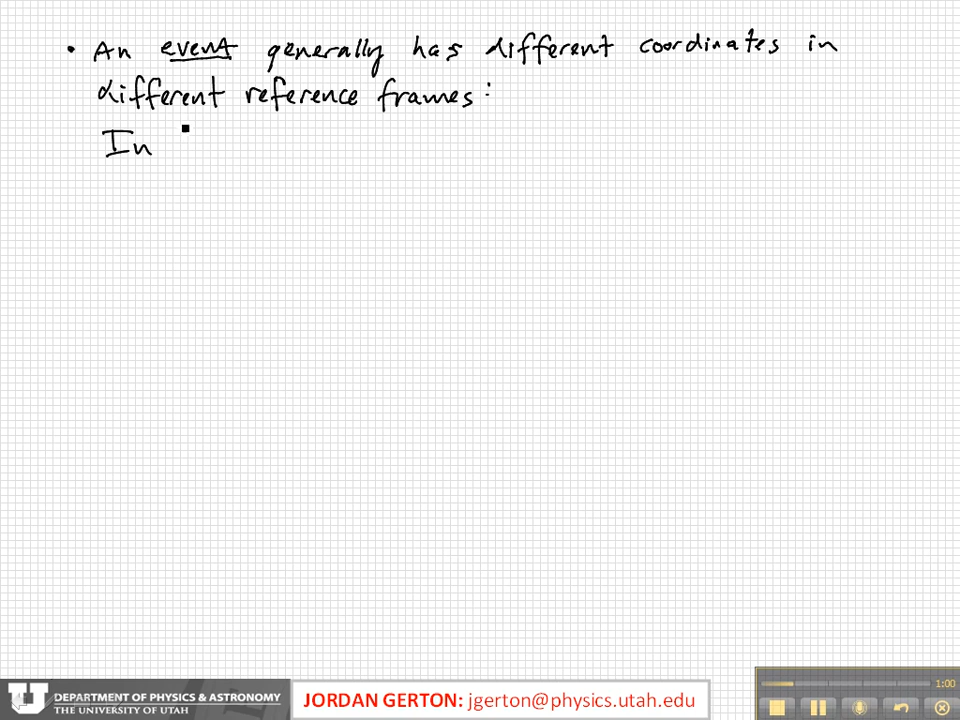 • An event generally has different coordinates in
different reference frames:
In
DEPARTMENT OF PHYSICS & ASTRONOMY
THE UNIVERSITY OF UTAH
JORDAN GERTON: jgerton@physics.utah.edu
1:00